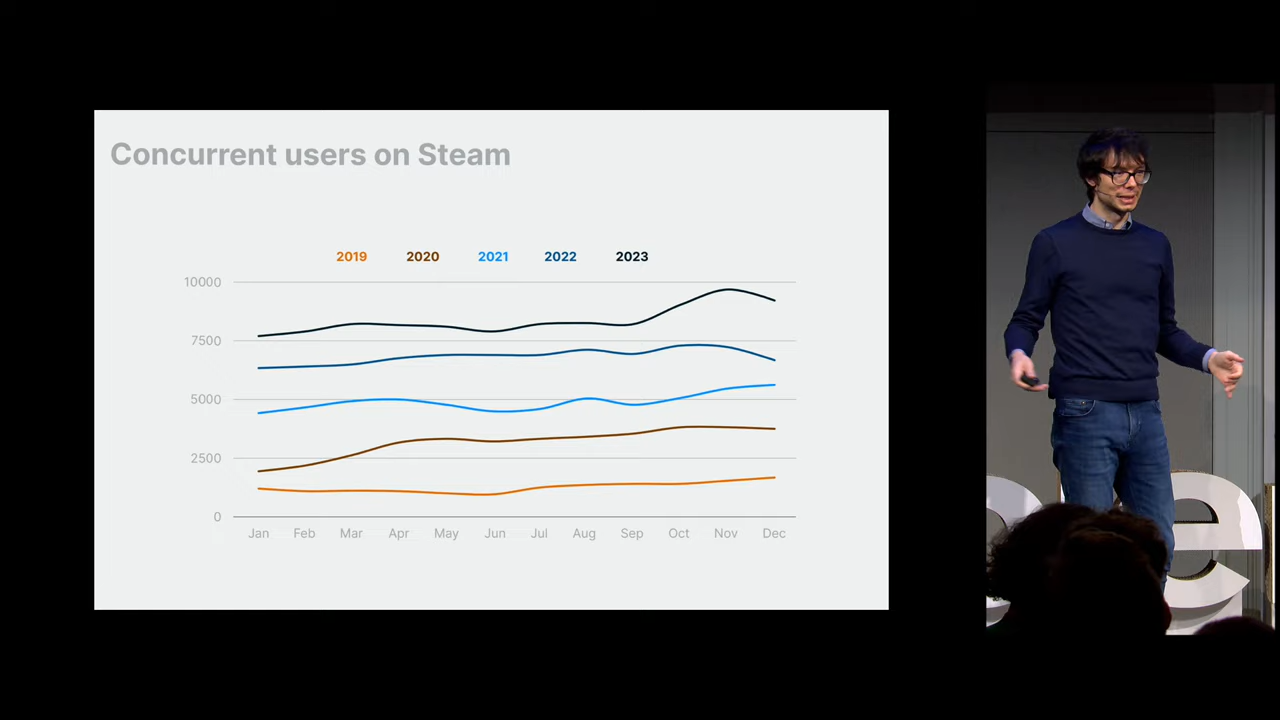 Concurrent users on Steam
2019 2020 2021 2022 2023
10000
7500
5000
2500
0
Jan Feb Mar Apr May Jun Jul Aug Sep Oct Nov Dec
e